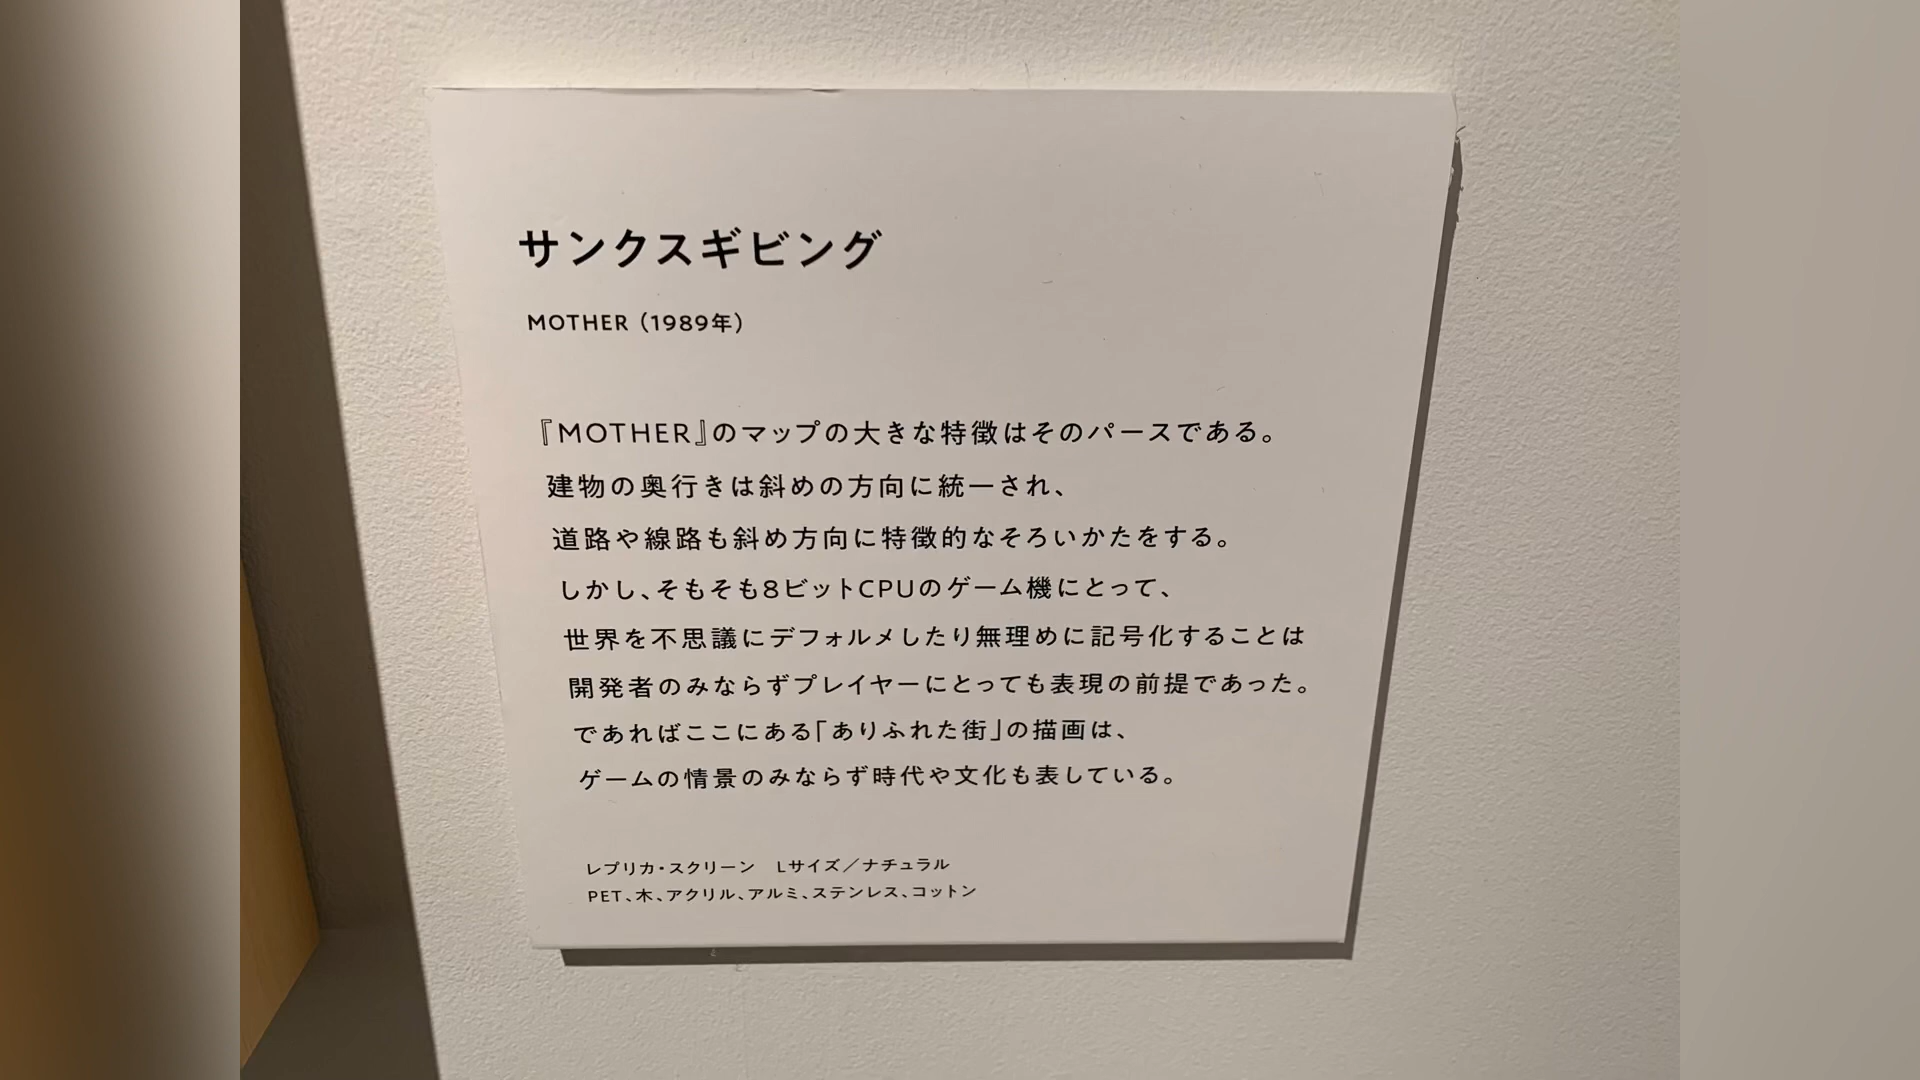 サンクスギビング
MOTHER（1989年）
『MOTHER』のマップの大きな特徴はそのパースである。
建物の奥行きは斜めの方向に統一され、
道路や線路も斜め方向に特徴的なそろいかたをする。
しかし、そもそも8ビットCPUのゲーム機にとって、
世界を不思議にデフォルメしたり無理めに記号化することは
開発者のみならずプレイヤーにとっても表現の前提であった。
であればここにある「ありふれた街」の描画は、
ゲームの情景のみならず時代や文化も表している。
レプリカ・スクリーン　Lサイズ／ナチュラル
PET、木、アクリル、アルミ、ステンレス、コットン